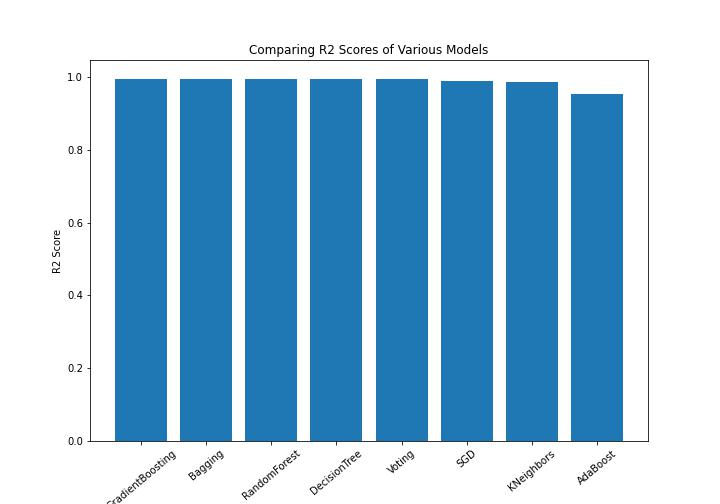 Comparing R2 Scores of Various Models
1.0
0.8
0.6
0.4
0.2
0.0
R2 Score
GradientBoosting
Bagging
RandomForest
DecisionTree
Voting
SGD
KNeighbors
AdaBoost